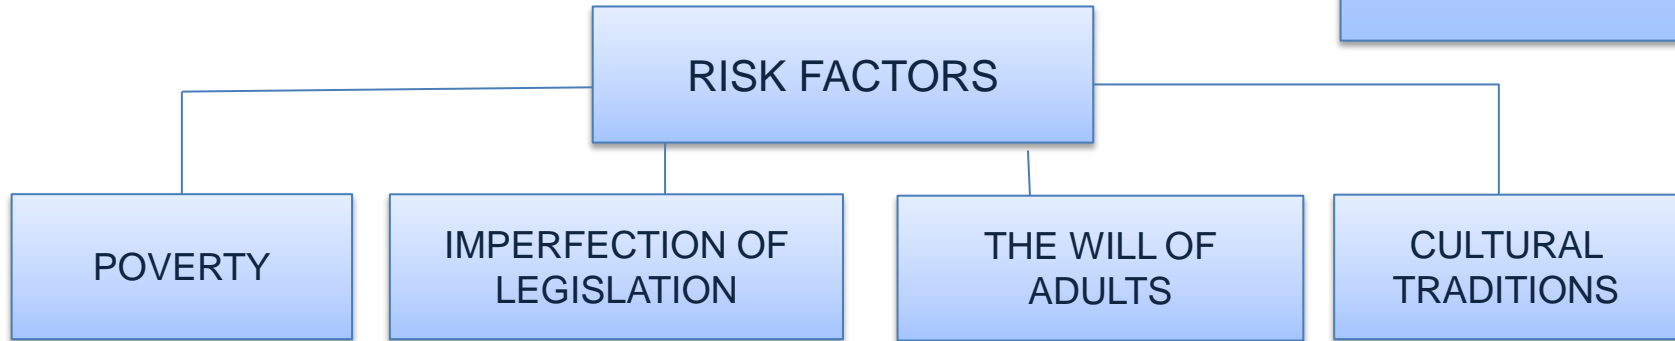 RISK FACTORS
POVERTY
IMPERFECTION OF
LEGISLATION
THE WILL OF
ADULTS
CULTURAL
TRADITIONS